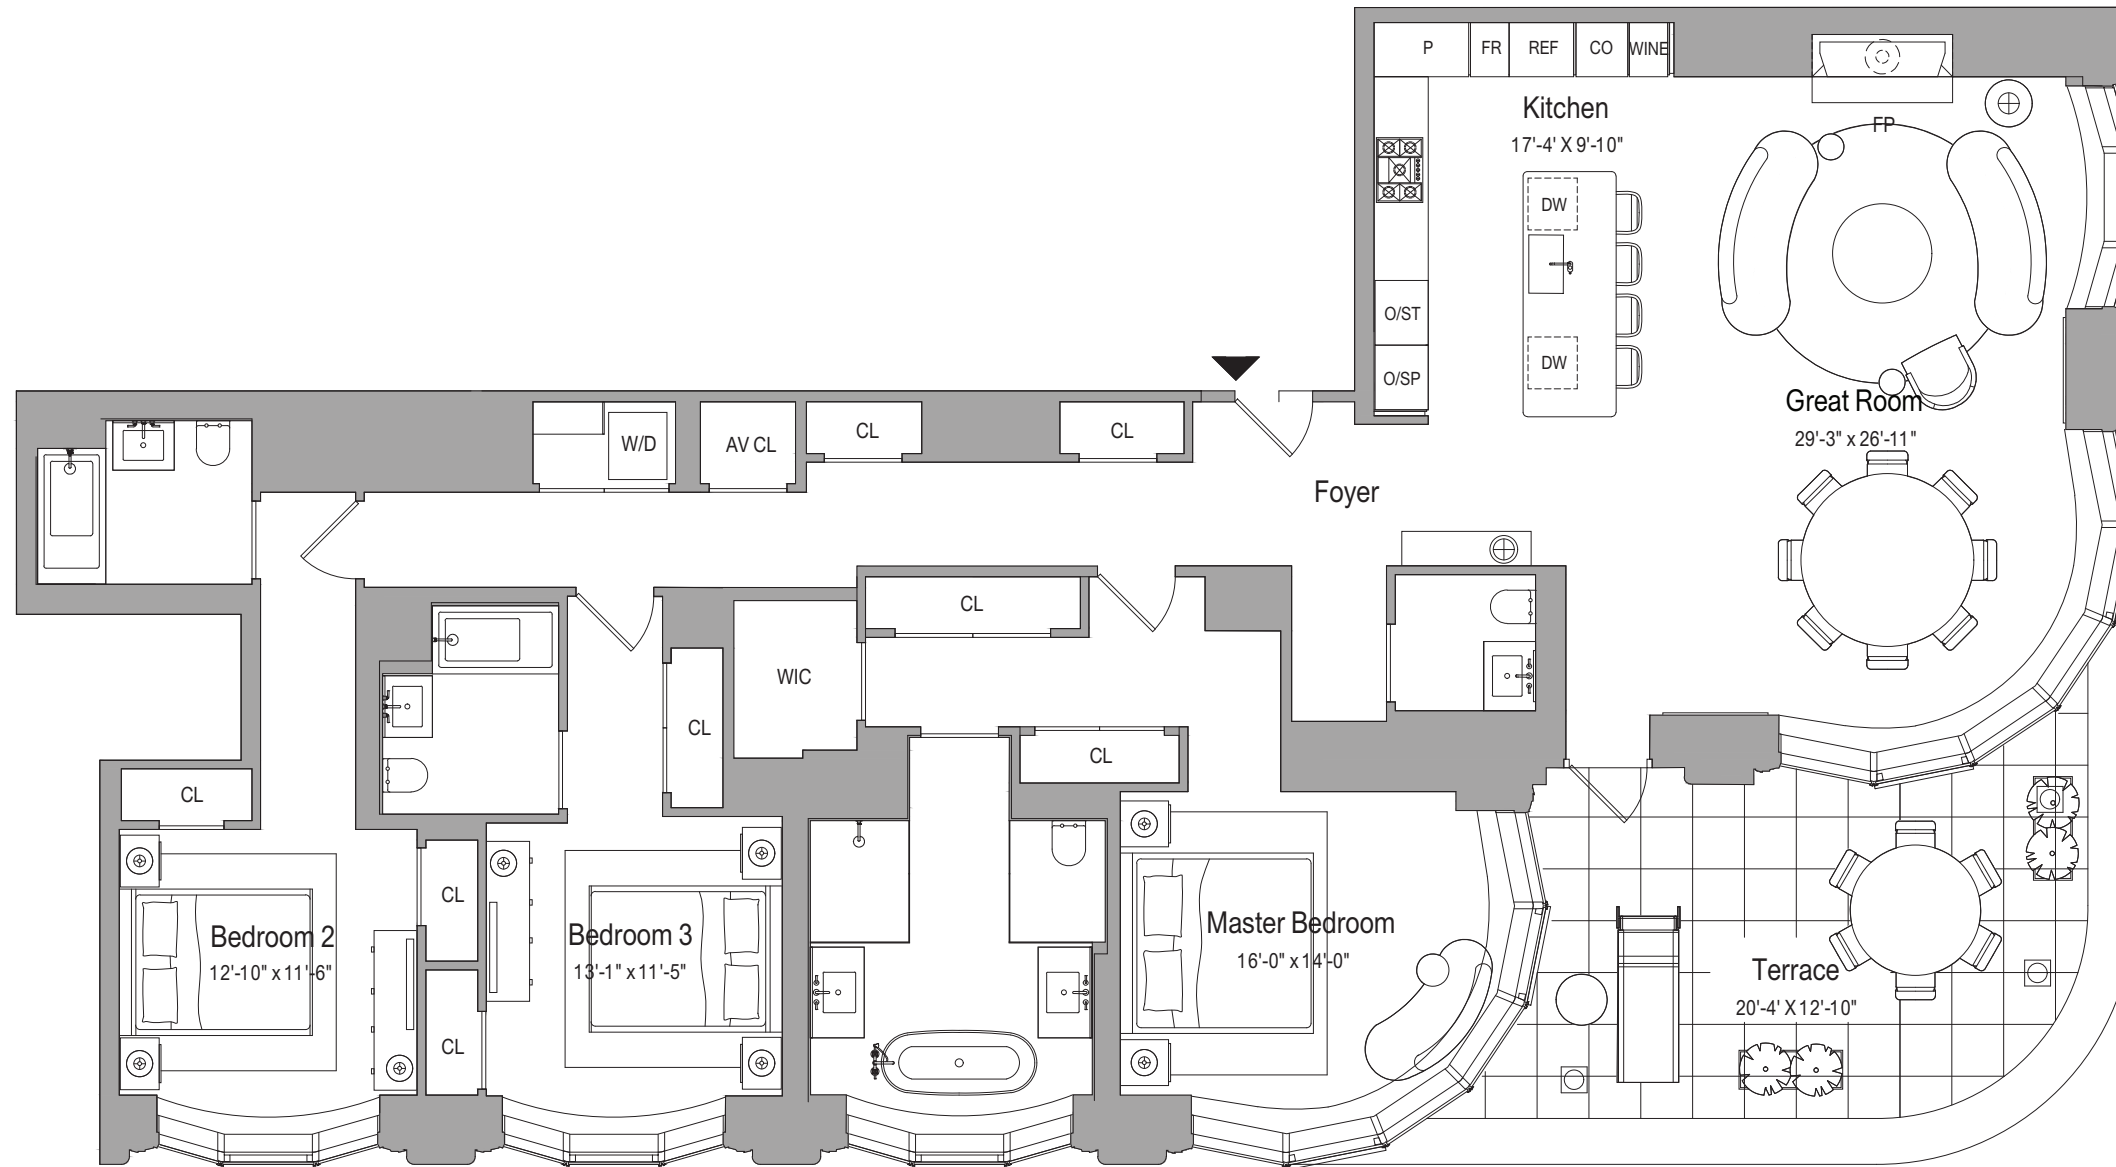 P
FR
REF
CO
WINE
Kitchen
17'-4' X 9'-10"
FP
DW
O/ST
DW
O/SP
Great Room
29'-3" x 26'-11"
W/D
AV CL
CL
CL
Foyer
CL
WIC
CL
CL
CL
CL
Bedroom 2
12'-10" x 11'-6"
Bedroom 3
13'-1" x 11'-5"
Master Bedroom
16'-0" x 14'-0"
Terrace
20'-4' X 12'-10"
CL